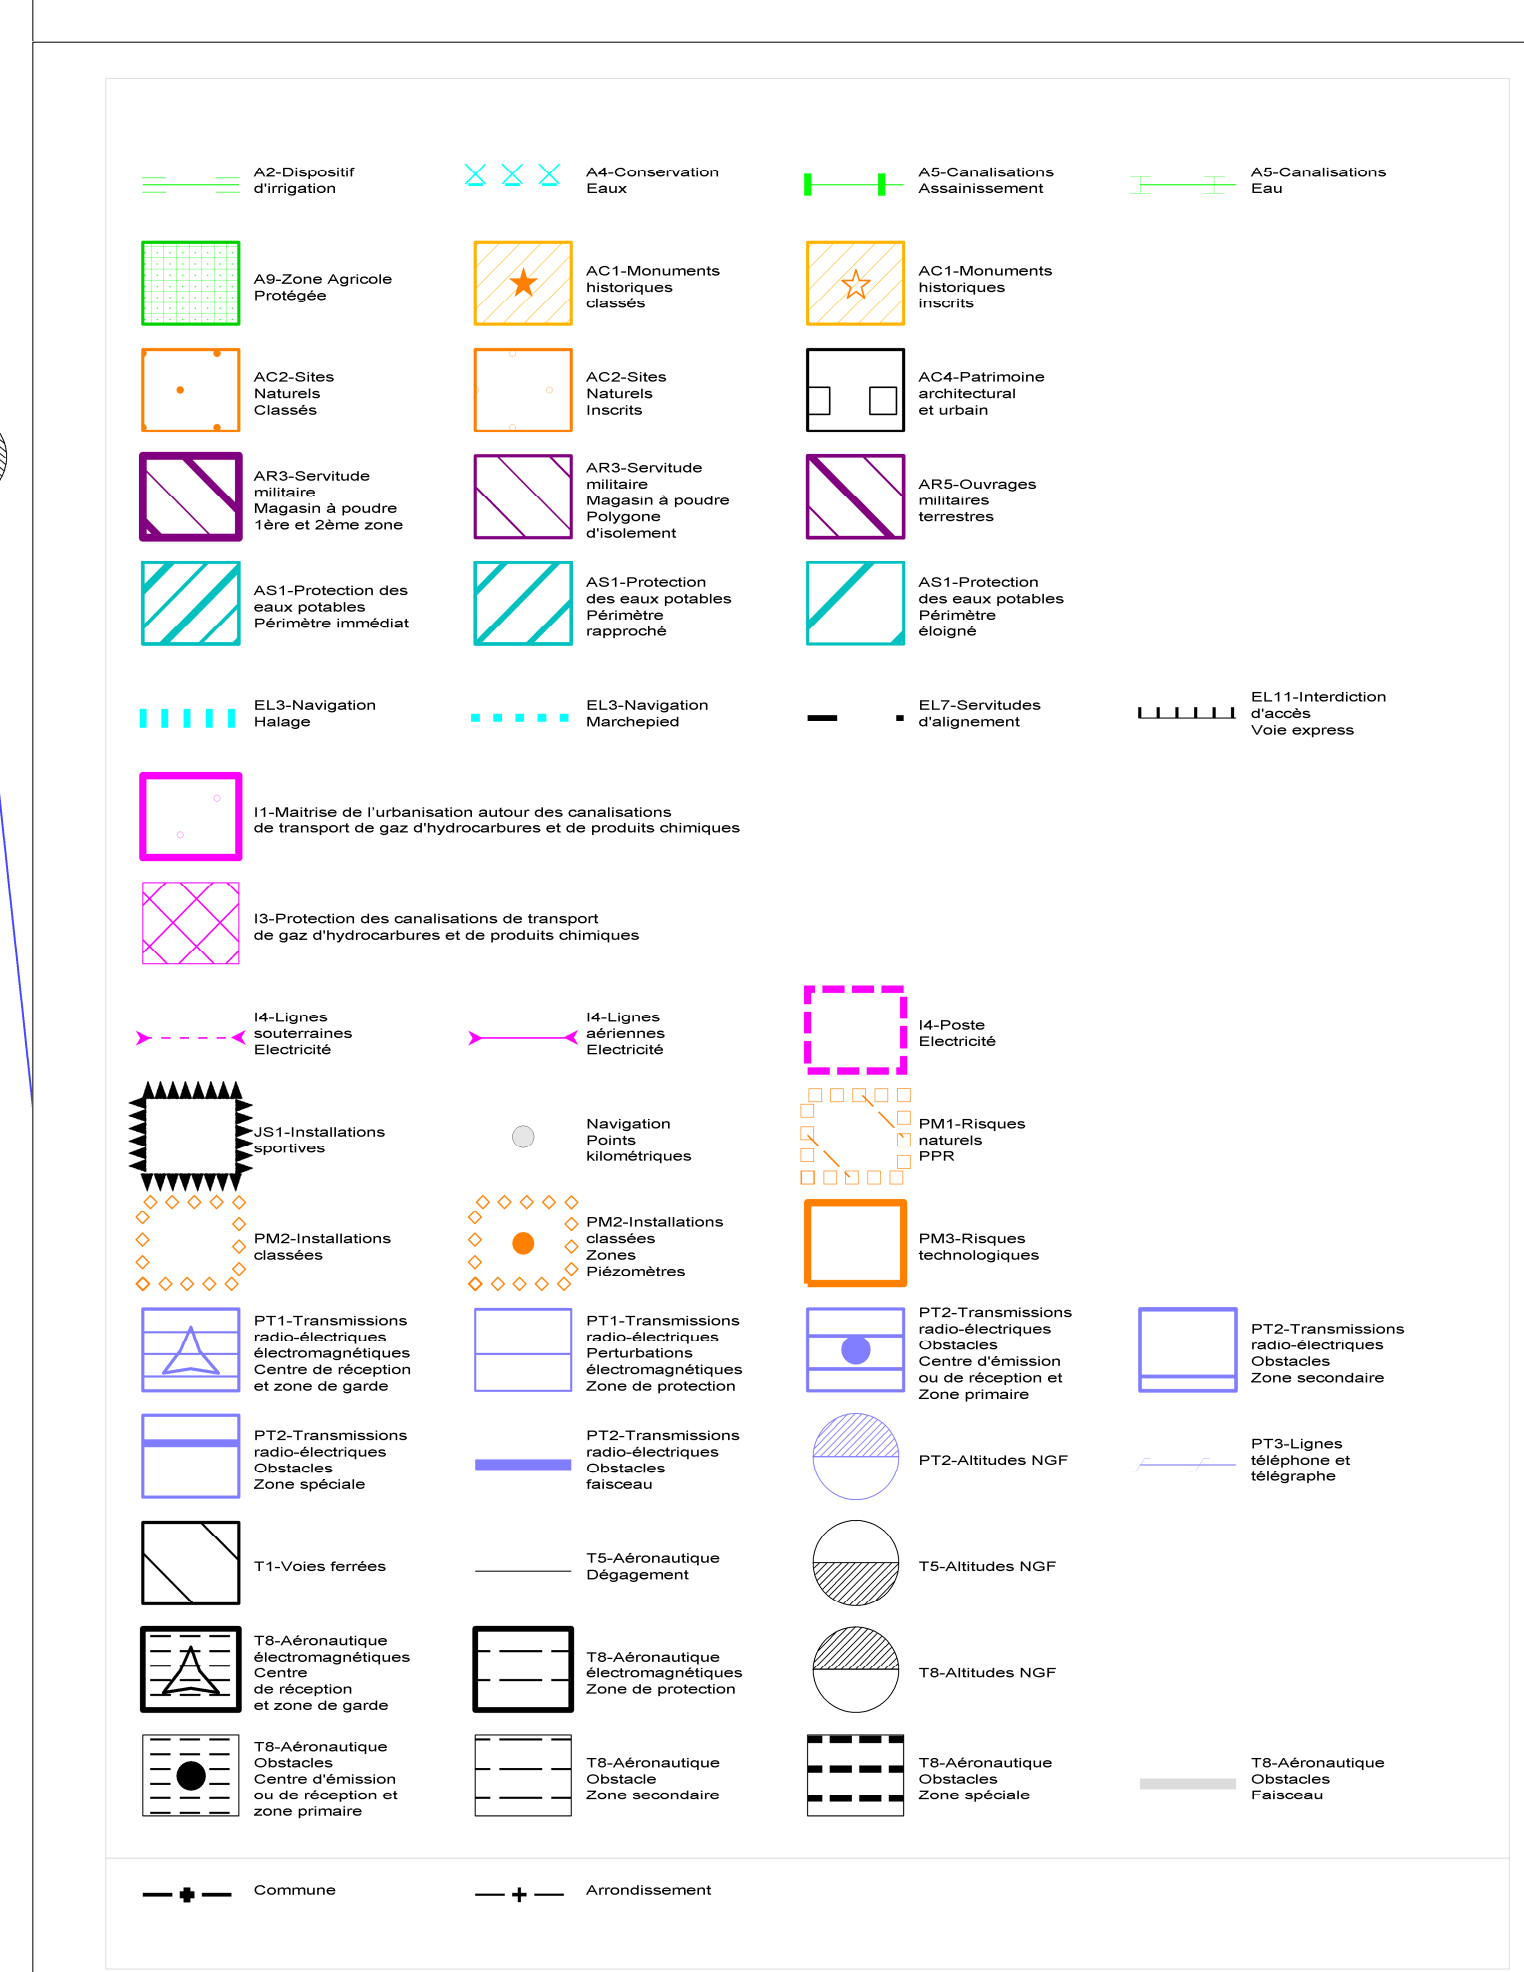 A2-Dispositif
d'irrigation
A4-Conservation
Eaux
A5-Canalisations
Assainissement
A5-Canalisations
Eau
A9-Zone Agricole
Protégée
AC1-Monuments
historiques
classés
AC1-Monuments
historiques
inscrits
AC2-Sites
Naturels
Classés
AC2-Sites
Naturels
Inscrits
AC4-Patrimoine
architectural
et urbain
AR3-Servitude
militaire
Magasin à poudre
1ère et 2ème zone
AR3-Servitude
militaire
Magasin à poudre
Polygone
d'isolement
AR5-Ouvrages
militaires
terrestres
AS1-Protection des
eaux potables
Périmètre immédiat
AS1-Protection
des eaux potables
Périmètre
rapproché
AS1-Protection
des eaux potables
Périmètre
éloigné
EL3-Navigation
Halage
EL3-Navigation
Marchepied
EL7-Servitudes
d'alignement
EL11-Interdiction
d'accès
Voie express
I1-Maitrise de l'urbanisation autour des canalisations
de transport de gaz d'hydrocarbures et de produits chimiques
I3-Protection des canalisations de transport
de gaz d'hydrocarbures et de produits chimiques
I4-Lignes
souterraines
Electricité
I4-Lignes
aériennes
Electricité
I4-Poste
Electricité
JS1-Installations
sportives
Navigation
Points
kilométriques
PM1-Risques
naturels
PPR
PM2-Installations
classées
PM2-Installations
classées
Zones
Piézomètres
PM3-Risques
technologiques
PT1-Transmissions
radio-électriques
électromagnétiques
Centre de réception
et zone de garde
PT1-Transmissions
radio-électriques
Perturbations
électromagnétiques
Zone de protection
PT2-Transmissions
radio-électriques
Obstacles
Centre d'émission
ou de réception et
Zone primaire
PT2-Transmissions
radio-électriques
Obstacles
Zone secondaire
PT2-Transmissions
radio-électriques
Obstacles
Zone spéciale
PT2-Transmissions
radio-électriques
Obstacles
faisceau
PT2-Altitudes NGF
PT3-Lignes
téléphone et
télégraphe
T1-Voies ferrées
T5-Aéronautique
Dégagement
T5-Altitudes NGF
T8-Aéronautique
électromagnétiques
Centre
de réception
et zone de garde
T8-Aéronautique
électromagnétiques
Zone de protection
T8-Altitudes NGF
T8-Aéronautique
Obstacles
Centre d'émission
ou de réception et
zone primaire
T8-Aéronautique
Obstacle
Zone secondaire
T8-Aéronautique
Obstacles
Zone spéciale
T8-Aéronautique
Obstacles
Faisceau
Commune
Arrondissement